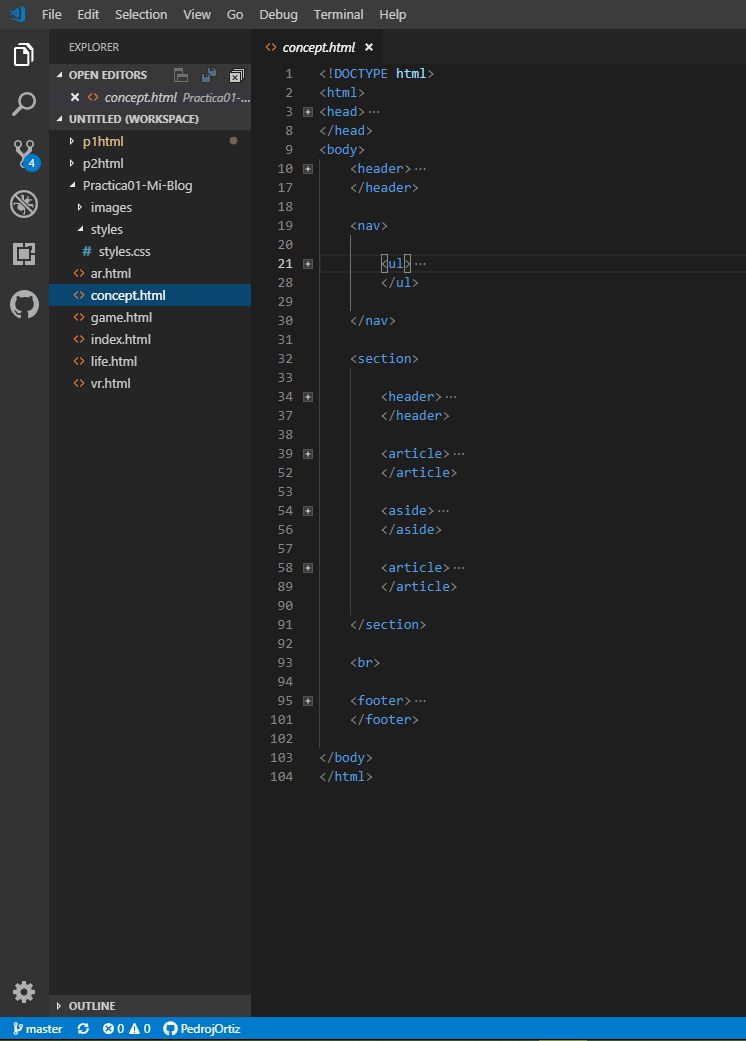 File Edit Selection View Go Debug Terminal Help
EXPLORER
OPEN EDITORS
concept.html Practica01-...
UNTITLED (WORKSPACE)
p1html
p2html
Practica01-Mi-Blog
images
styles
# styles.css
<> ar.html
<> concept.html
<> game.html
<> index.html
<> life.html
<> vr.html
OUTLINE
4
<> concept.html ×
1 <!DOCTYPE html>
2 <html>
3 <head>...
8 </head>
9 <body>
10 <header>...
17 </header>
18
19 <nav>
20
21 <ul>...
28 </ul>
29
30 </nav>
31
32 <section>
33
34 <header>...
37 </header>
38
39 <article>...
52 </article>
53
54 <aside>...
56 </aside>
57
58 <article>...
89 </article>
90
91 </section>
92
93 <br>
94
95 <footer>...
101 </footer>
102
103 </body>
104 </html>
master 0 0 PedrojOrtiz